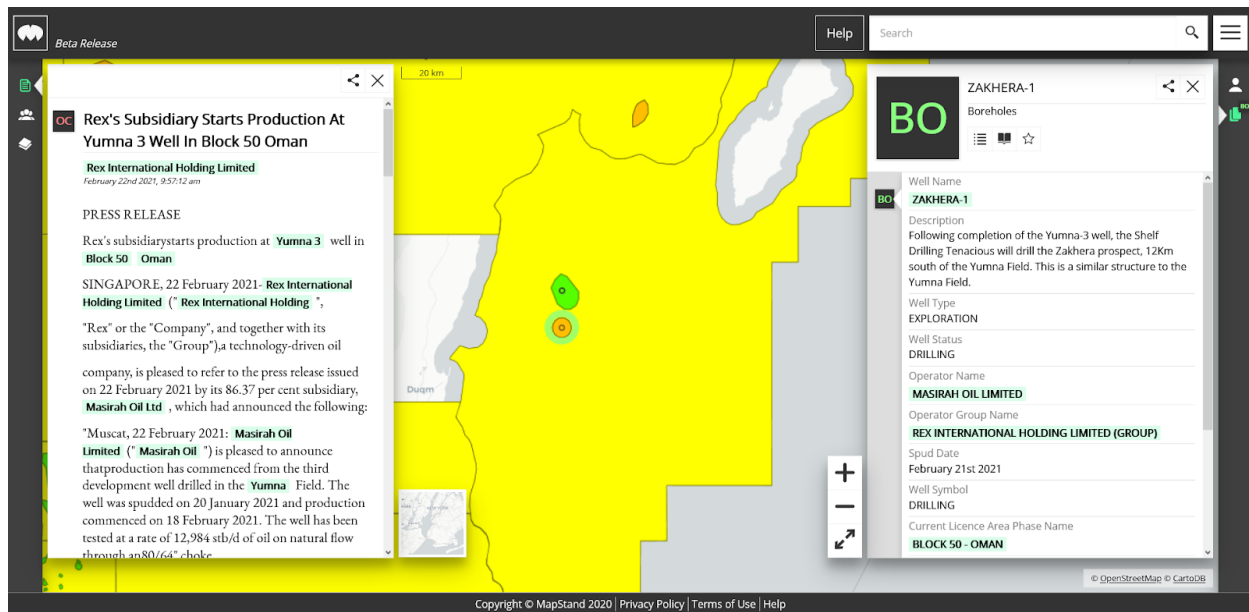 Beta Release
Help
Search
20 km
OC
Rex's Subsidiary Starts Production At
Yumna 3 Well In Block 50 Oman
Rex International Holding Limited
February 22nd 2021, 9:57:12 am
PRESS RELEASE
Rex's subsidiarystarts production at Yumna 3 well in
Block 50 Oman
SINGAPORE, 22 February 2021- Rex International
Holding Limited (" Rex International Holding ",
"Rex" or the "Company", and together with its
subsidiaries, the "Group"),a technology-driven oil
company, is pleased to refer to the press release issued
on 22 February 2021 by its 86.37 per cent subsidiary,
Masirah Oil Ltd , which had announced the following:
"Muscat, 22 February 2021: Masirah Oil
Limited (" Masirah Oil ") is pleased to announce
thatproduction has commenced from the third
development well drilled in the Yumna Field. The
well was spudded on 20 January 2021 and production
commenced on 18 February 2021. The well has been
tested at a rate of 12,984 stb/d of oil on natural flow
through an80/64" choke
Duqm
BO
ZAKHERA-1
Boreholes
BO
BO
Well Name
ZAKHERA-1
Description
Following completion of the Yumna-3 well, the Shelf
Drilling Tenacious will drill the Zakhera prospect, 12Km
south of the Yumna Field. This is a similar structure to the
Yumna Field.
Well Type
EXPLORATION
Well Status
DRILLING
Operator Name
MASIRAH OIL LIMITED
Operator Group Name
REX INTERNATIONAL HOLDING LIMITED (GROUP)
Spud Date
February 21st 2021
Well Symbol
DRILLING
Current Licence Area Phase Name
BLOCK 50 - OMAN
© OpenStreetMap © CartoDB
Copyright © MapStand 2020 | Privacy Policy | Terms of Use | Help